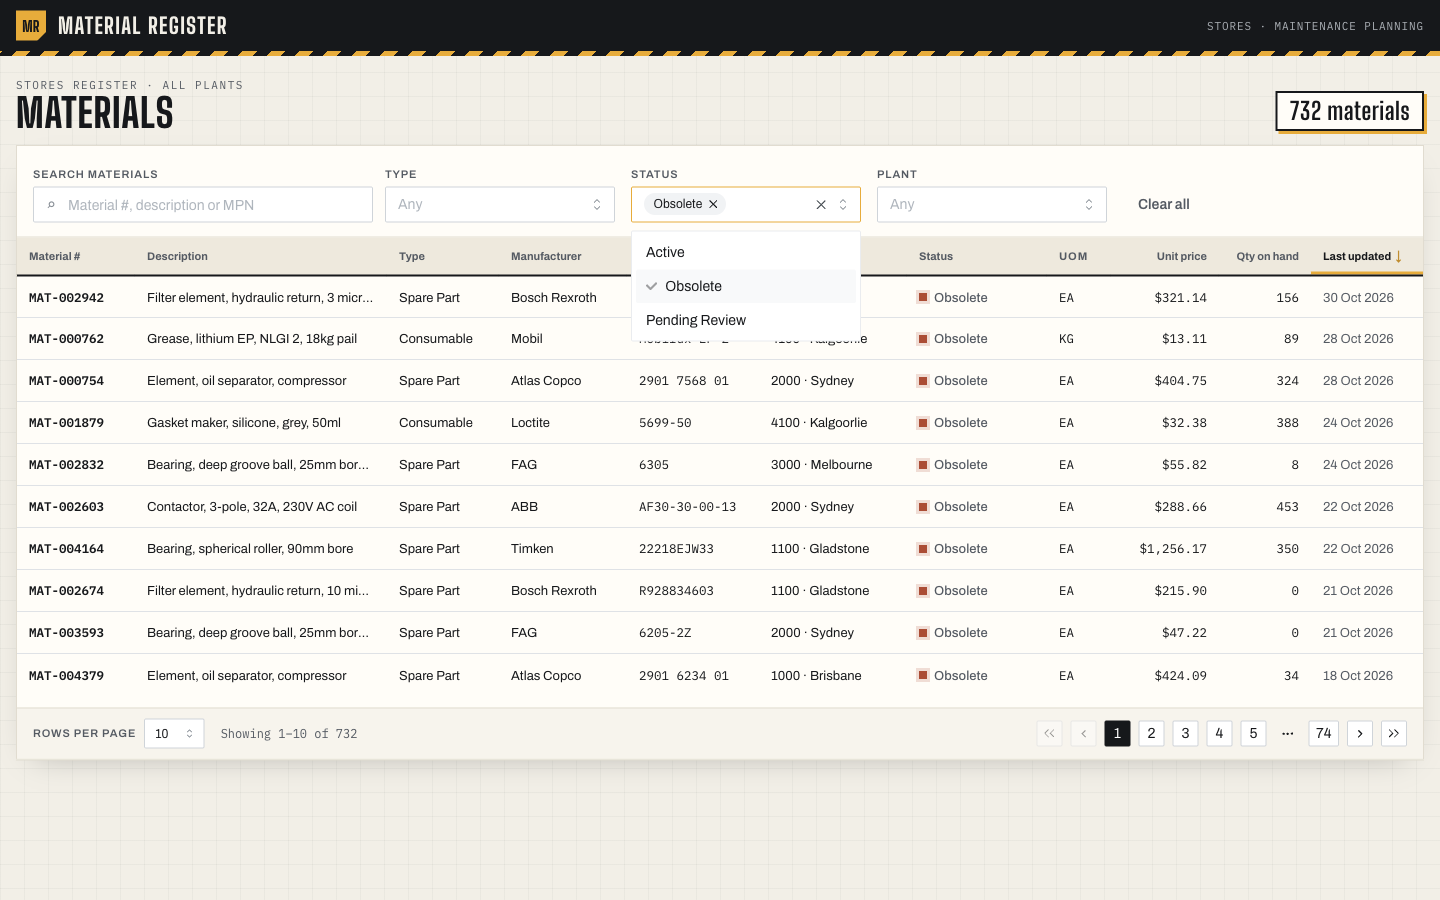 MR MATERIAL REGISTER
STORES · MAINTENANCE PLANNING
STORES REGISTER · ALL PLANTS
MATERIALS
732 materials
SEARCH MATERIALS TYPE STATUS PLANT
Material #, description or MPN Any Obsolete Any Clear all
Active
Obsolete
Pending Review
Material # Description Type Manufacturer Status UOM Unit price Qty on hand Last updated
MAT-002942 Filter element, hydraulic return, 3 micr... Spare Part Bosch Rexroth Obsolete EA $321.14 156 30 Oct 2026
MAT-000762 Grease, lithium EP, NLGI 2, 18kg pail Consumable Mobil 4100 · Kalgoorlie Obsolete KG $13.11 89 28 Oct 2026
MAT-000754 Element, oil separator, compressor Spare Part Atlas Copco 2901 7568 01 2000 · Sydney Obsolete EA $404.75 324 28 Oct 2026
MAT-001879 Gasket maker, silicone, grey, 50ml Consumable Loctite 5699-50 4100 · Kalgoorlie Obsolete EA $32.38 388 24 Oct 2026
MAT-002832 Bearing, deep groove ball, 25mm bor... Spare Part FAG 6305 3000 · Melbourne Obsolete EA $55.82 8 24 Oct 2026
MAT-002603 Contactor, 3-pole, 32A, 230V AC coil Spare Part ABB AF30-30-00-13 2000 · Sydney Obsolete EA $288.66 453 22 Oct 2026
MAT-004164 Bearing, spherical roller, 90mm bore Spare Part Timken 22218EJW33 1100 · Gladstone Obsolete EA $1,256.17 350 22 Oct 2026
MAT-002674 Filter element, hydraulic return, 10 mi... Spare Part Bosch Rexroth R928834603 1100 · Gladstone Obsolete EA $215.90 0 21 Oct 2026
MAT-003593 Bearing, deep groove ball, 25mm bor... Spare Part FAG 6205-2Z 2000 · Sydney Obsolete EA $47.22 0 21 Oct 2026
MAT-004379 Element, oil separator, compressor Spare Part Atlas Copco 2901 6234 01 1000 · Brisbane Obsolete EA $424.09 34 18 Oct 2026
ROWS PER PAGE 10 Showing 1–10 of 732 1 2 3 4 5 ··· 74